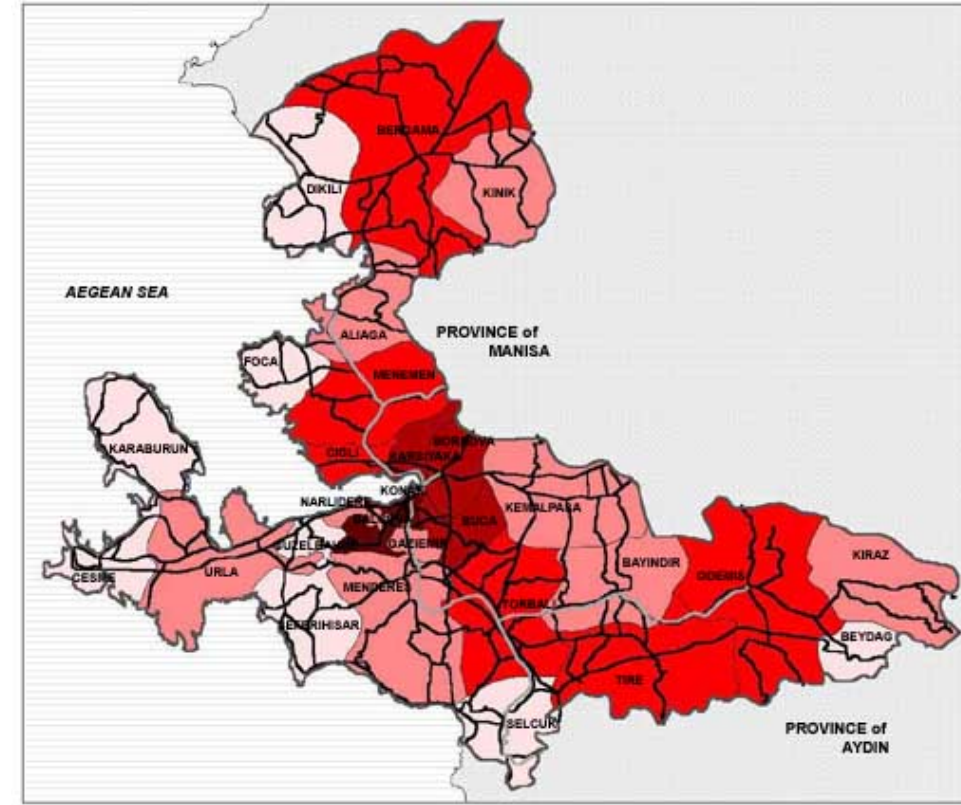 BERGAMA
DIKILI
KINIK
AEGEAN SEA
ALIAGA
PROVINCE of
MANISA
FOCA
MENEMEN
BORNOVA
KARABURUN
CIGLI
KARSIYAKA
KONAK
NARLIDERE
KEMALPASA
BUCA
GUZELBAHCE
GAZIEMIR
KIRAZ
BAYINDIR
URLA
CESME
MENDERES
ODEMIS
TORBALI
SEFERIHISAR
BEYDAG
TIRE
SELCUK
PROVINCE of
AYDIN